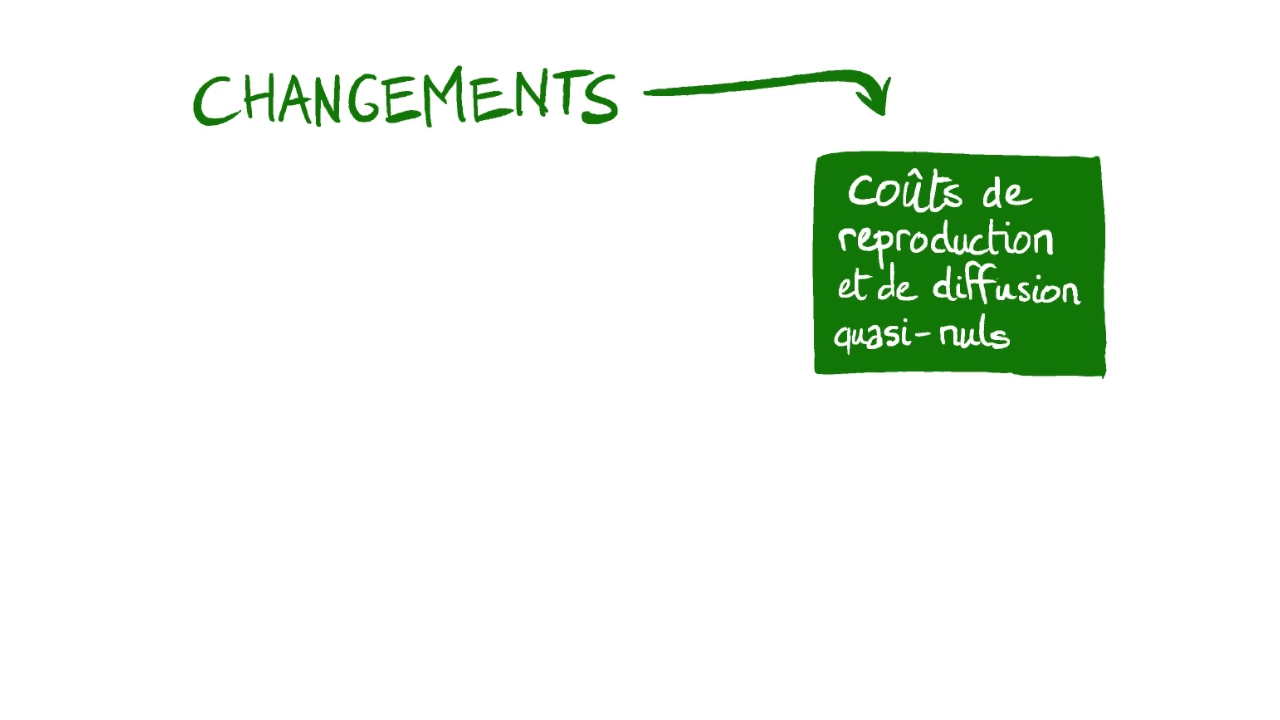 CHANGEMENTS
Coûts de
reproduction
et de diffusion
quasi-nuls